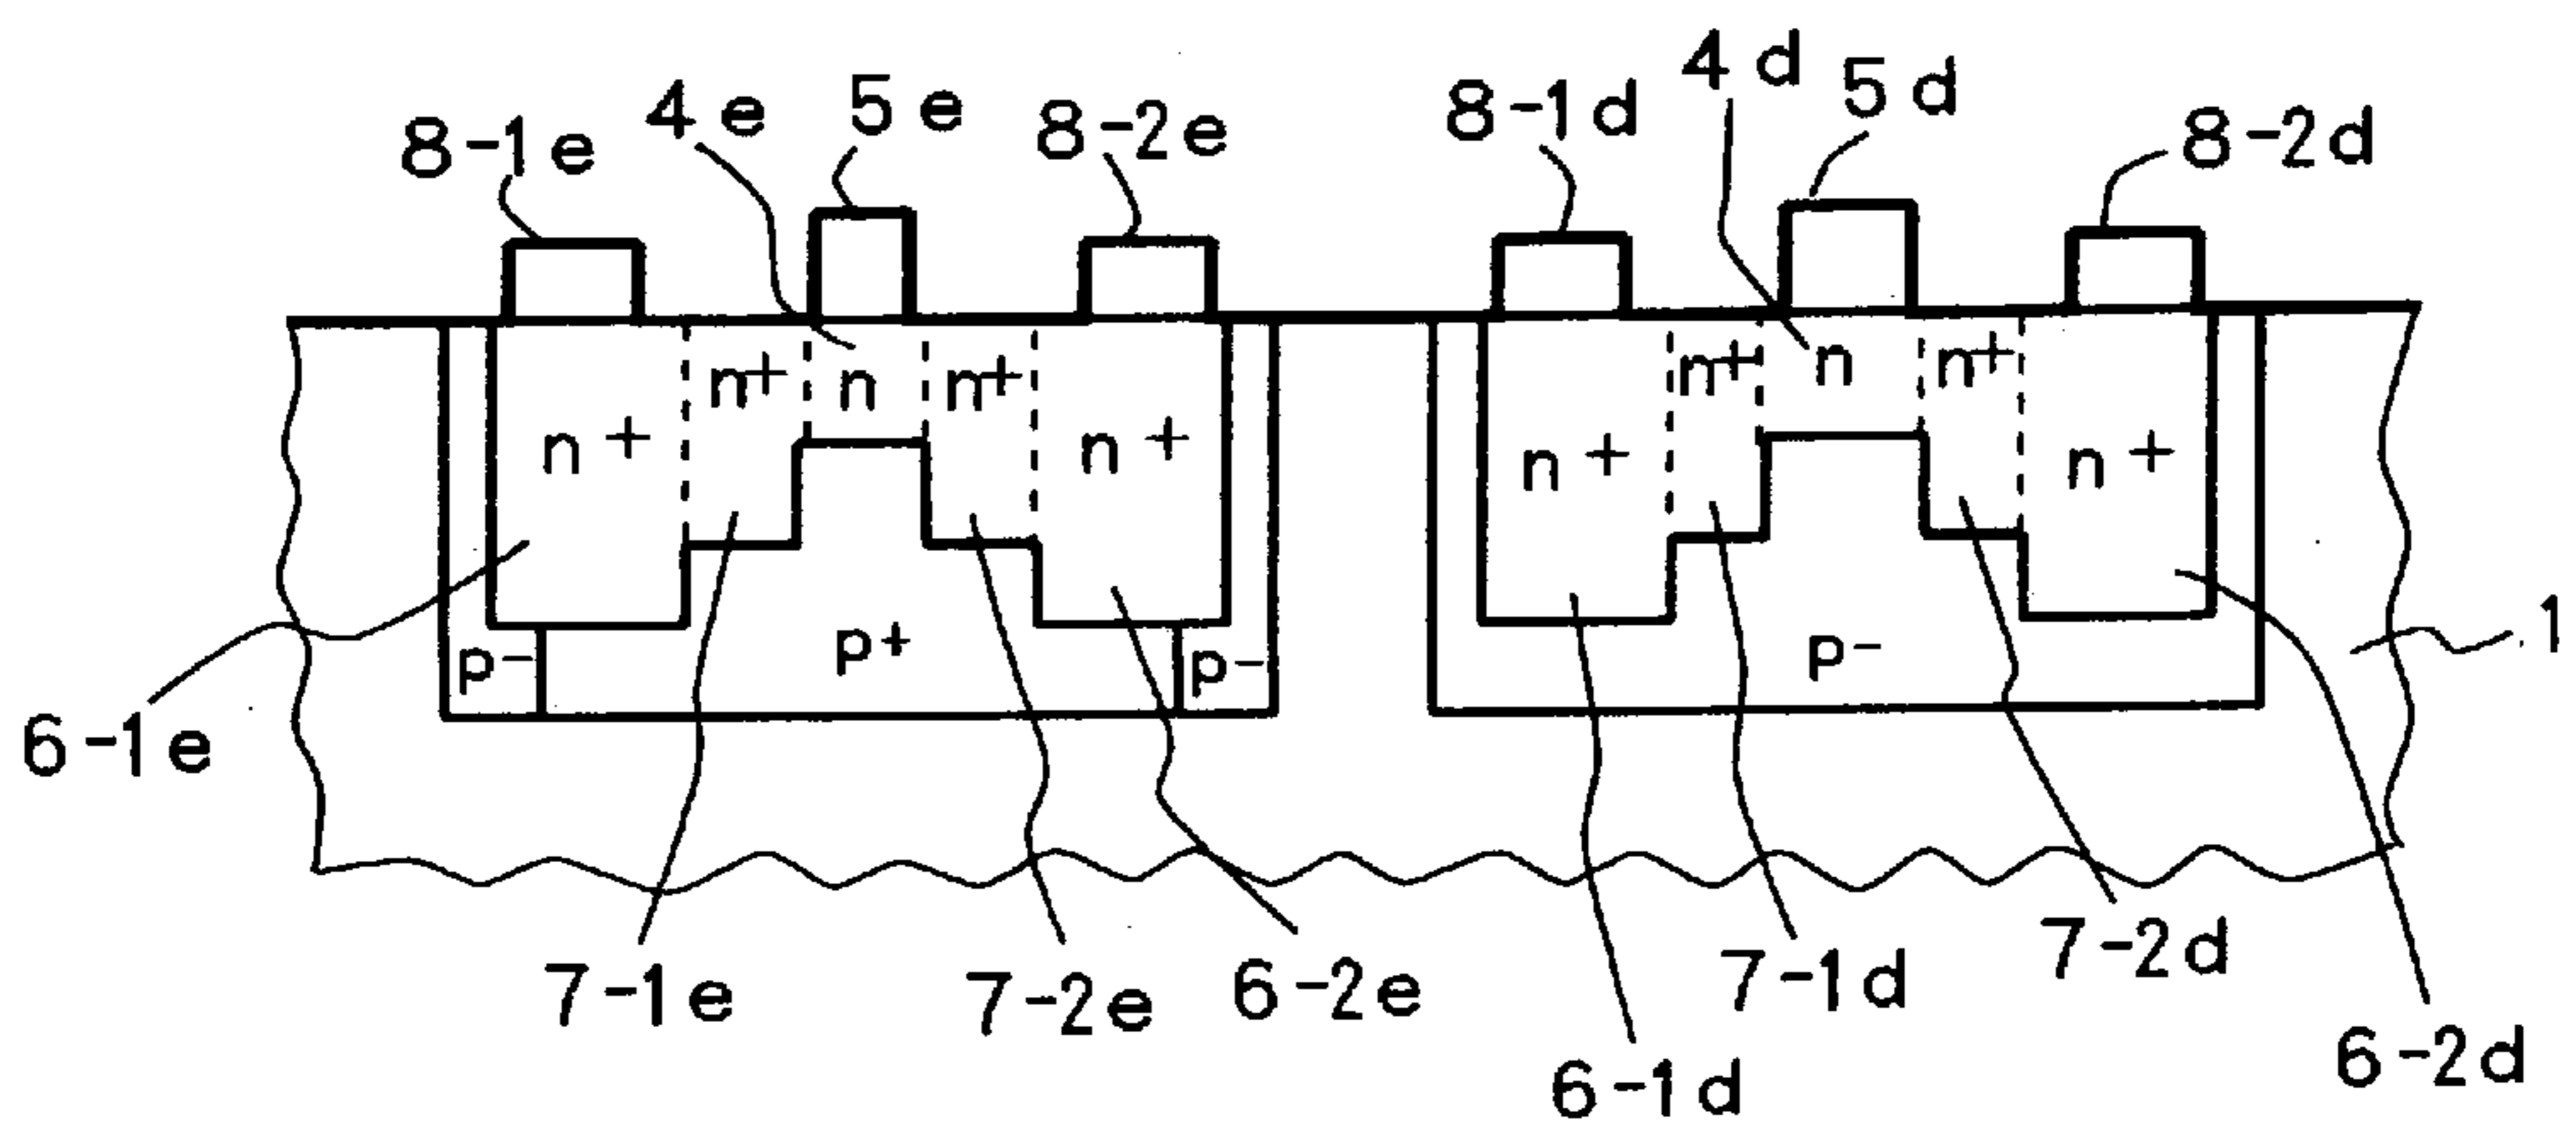 4d
5d
5e
4e
8-1d
8-2e
8-2d
8-1e
n+ n n+
n+ n n+
n+ n+
n+ n+
p- p+ p-
p-
1
6-1e
7-2d
7-1e
7-2e
6-2e
7-1d
6-2d
6-1d